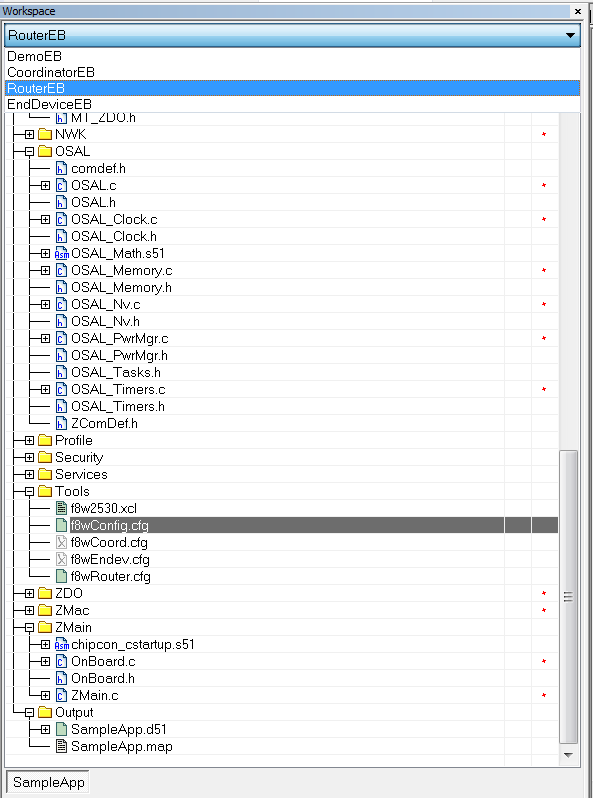 Workspace
RouterEB
DemoEB
CoordinatorEB
RouterEB
EndDeviceEB
MT_ZDO.h
NWK
OSAL
comdef.h
OSAL.c
OSAL.h
OSAL_Clock.c
OSAL_Clock.h
OSAL_Math.s51
OSAL_Memory.c
OSAL_Memory.h
OSAL_Nv.c
OSAL_Nv.h
OSAL_PwrMgr.c
OSAL_PwrMgr.h
OSAL_Tasks.h
OSAL_Timers.c
OSAL_Timers.h
ZComDef.h
Profile
Security
Services
Tools
f8w2530.xcl
f8wConfig.cfg
f8wCoord.cfg
f8wEndev.cfg
f8wRouter.cfg
ZDO
ZMac
ZMain
chipcon_cstartup.s51
OnBoard.c
OnBoard.h
ZMain.c
Output
SampleApp.d51
SampleApp.map
SampleApp